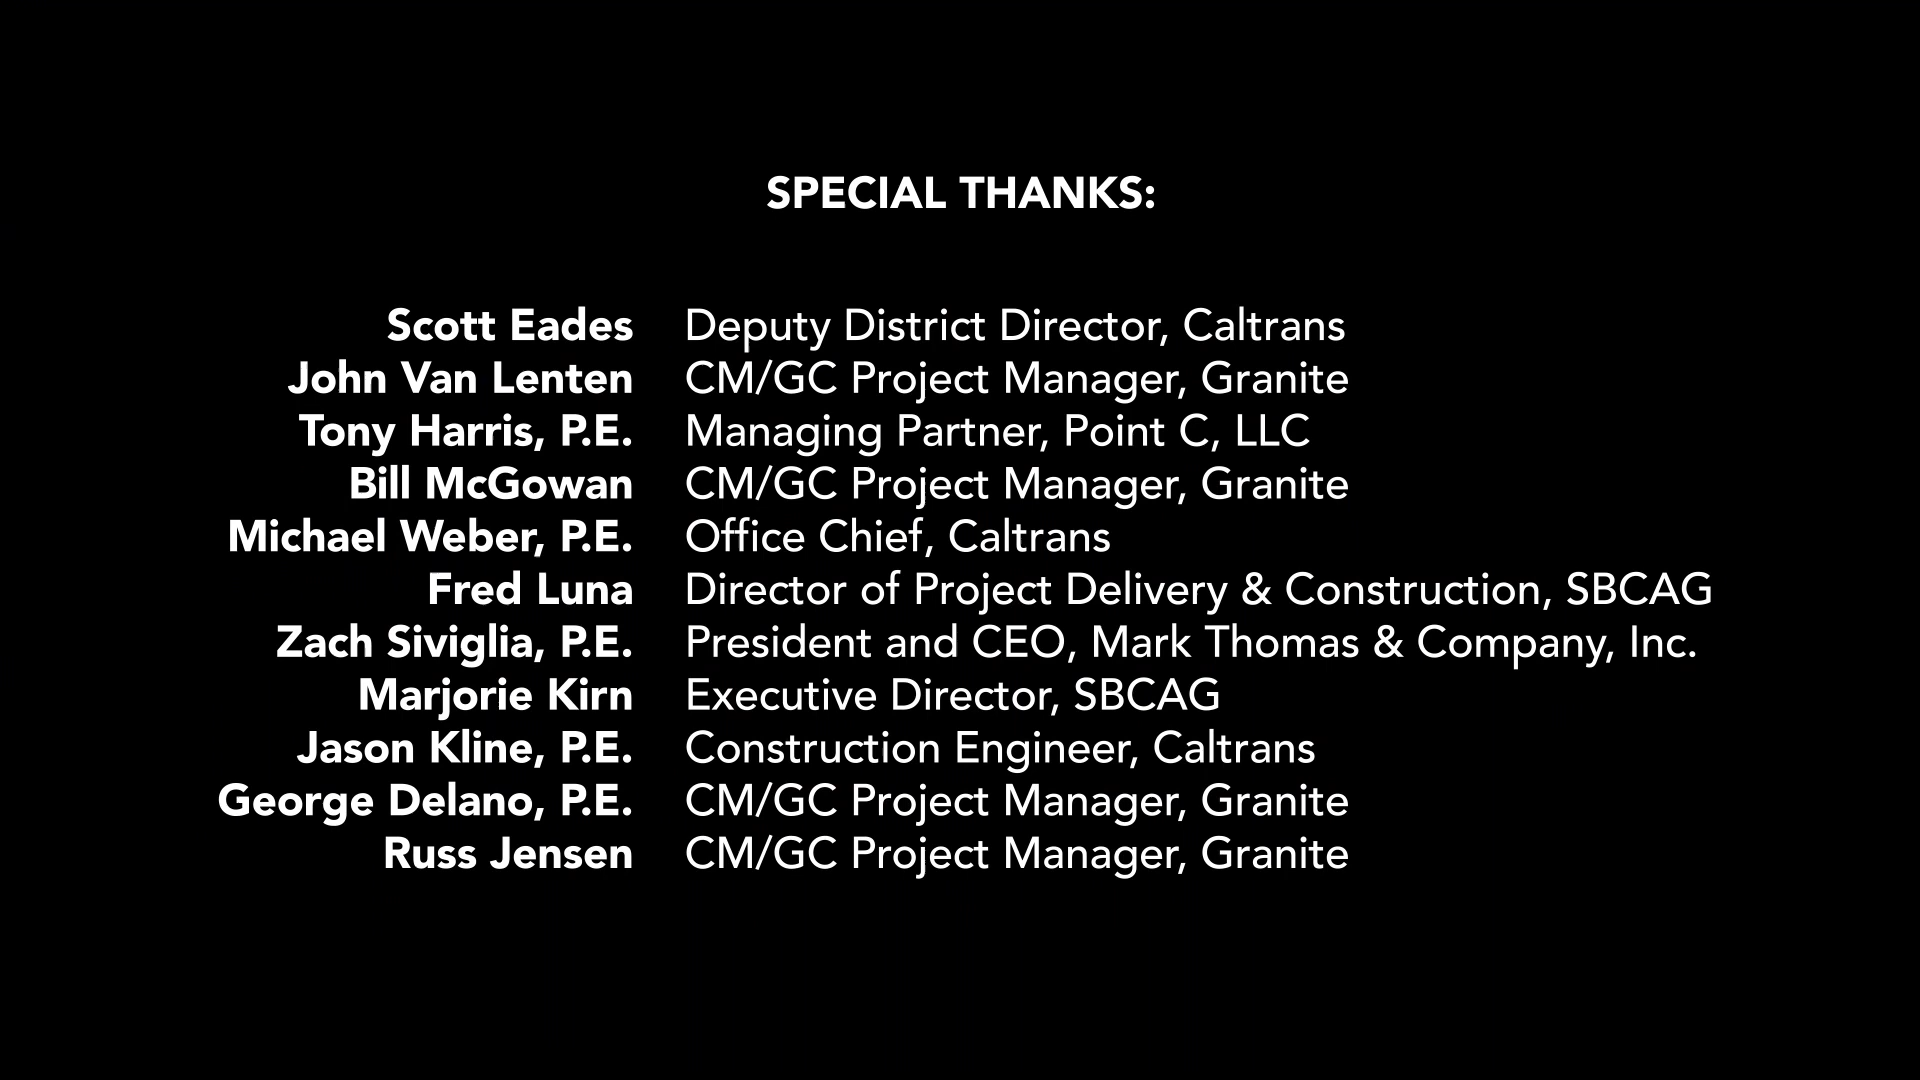 SPECIAL THANKS:
Scott Eades Deputy District Director, Caltrans
John Van Lenten CM/GC Project Manager, Granite
Tony Harris, P.E. Managing Partner, Point C, LLC
Bill McGowan CM/GC Project Manager, Granite
Michael Weber, P.E. Office Chief, Caltrans
Fred Luna Director of Project Delivery & Construction, SBCAG
Zach Siviglia, P.E. President and CEO, Mark Thomas & Company, Inc.
Marjorie Kirn Executive Director, SBCAG
Jason Kline, P.E. Construction Engineer, Caltrans
George Delano, P.E. CM/GC Project Manager, Granite
Russ Jensen CM/GC Project Manager, Granite